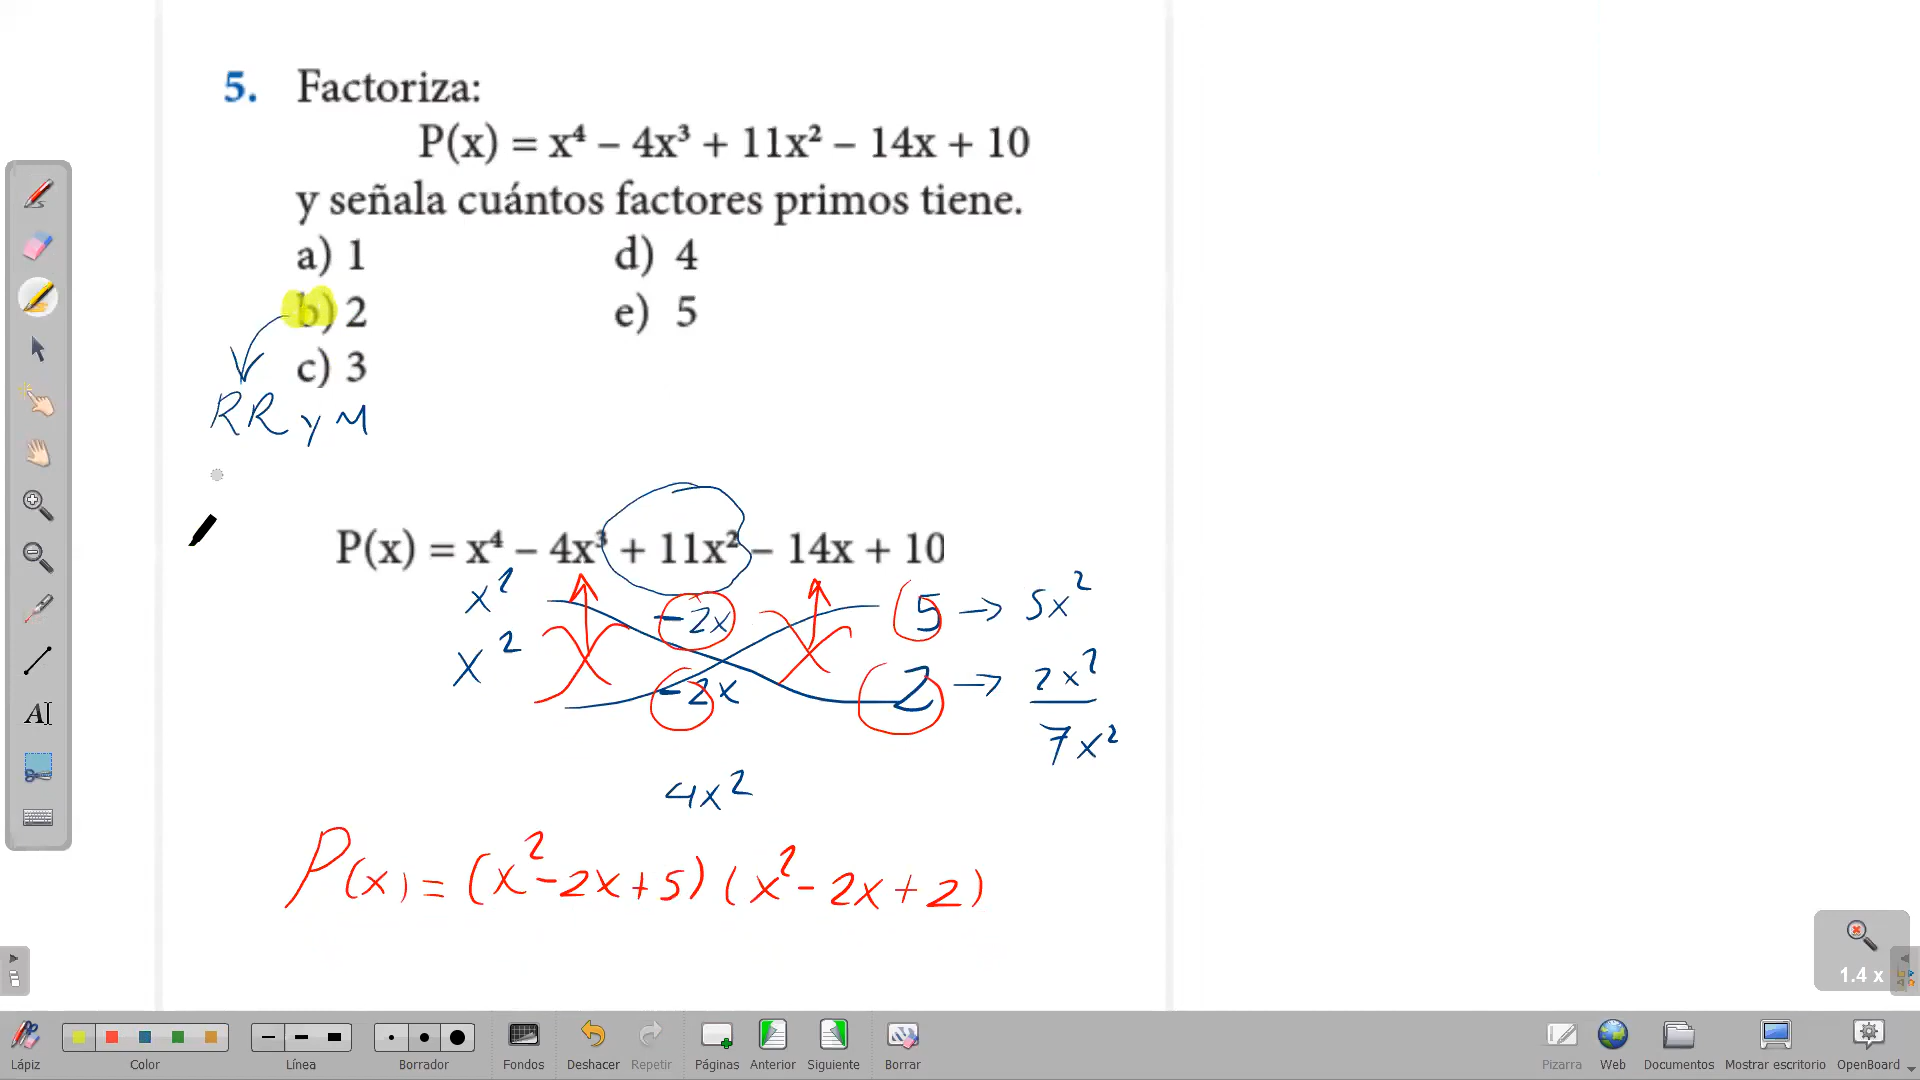 5. Factoriza:
P(x) = x⁴ – 4x³ + 11x² – 14x + 10
y señala cuántos factores primos tiene.
a) 1
d) 4
b) 2
e) 5
c) 3
RR y M
P(x) = x⁴ – 4x³ + 11x² – 14x + 10
x² -2x 5 → 5x²
x² -2x 2 → 2x²
7x²
4x²
P(x) = (x²-2x+5)(x²-2x+2)
1.4 x
Lápiz Color Línea Borrador Fondos Deshacer Repetir Páginas Anterior Siguiente Borrar Pizarra Web Documentos Mostrar escritorio OpenBoard